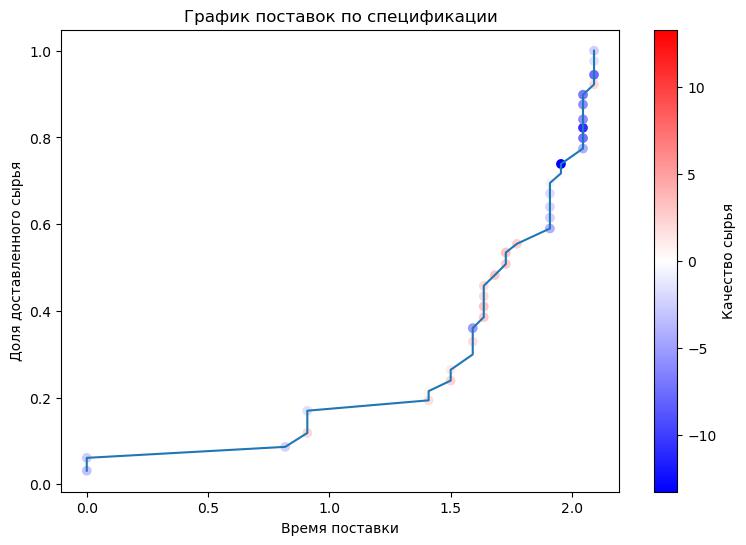 График поставок по спецификации
1.0
0.8
0.6
0.4
0.2
0.0
Доля доставленного сырья
0.0 0.5 1.0 1.5 2.0
Время поставки
10
5
0
−5
−10
Качество сырья